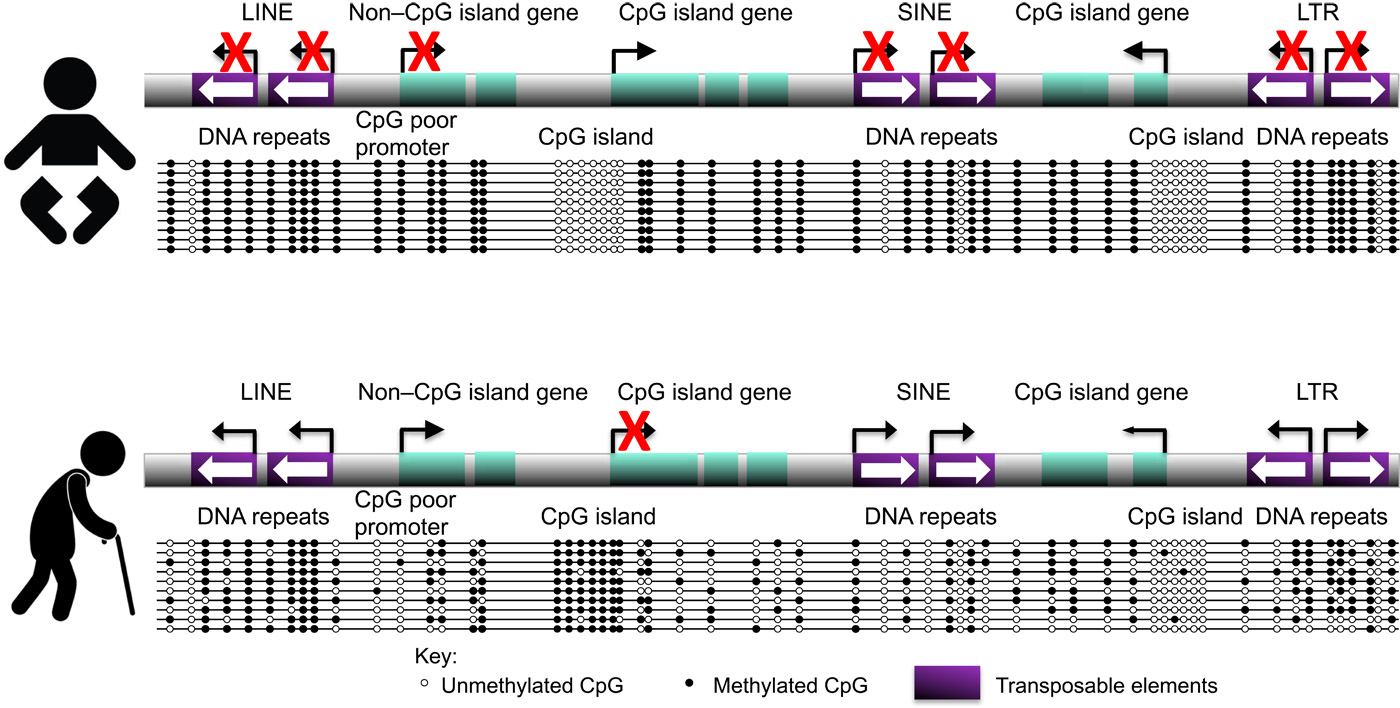 LINE Non–CpG island gene CpG island gene SINE CpG island gene LTR
X X X X X X X
DNA repeats CpG poor promoter CpG island DNA repeats CpG island DNA repeats
LINE Non–CpG island gene CpG island gene SINE CpG island gene LTR
X
DNA repeats CpG poor promoter CpG island DNA repeats CpG island DNA repeats
Key:
Unmethylated CpG Methylated CpG Transposable elements